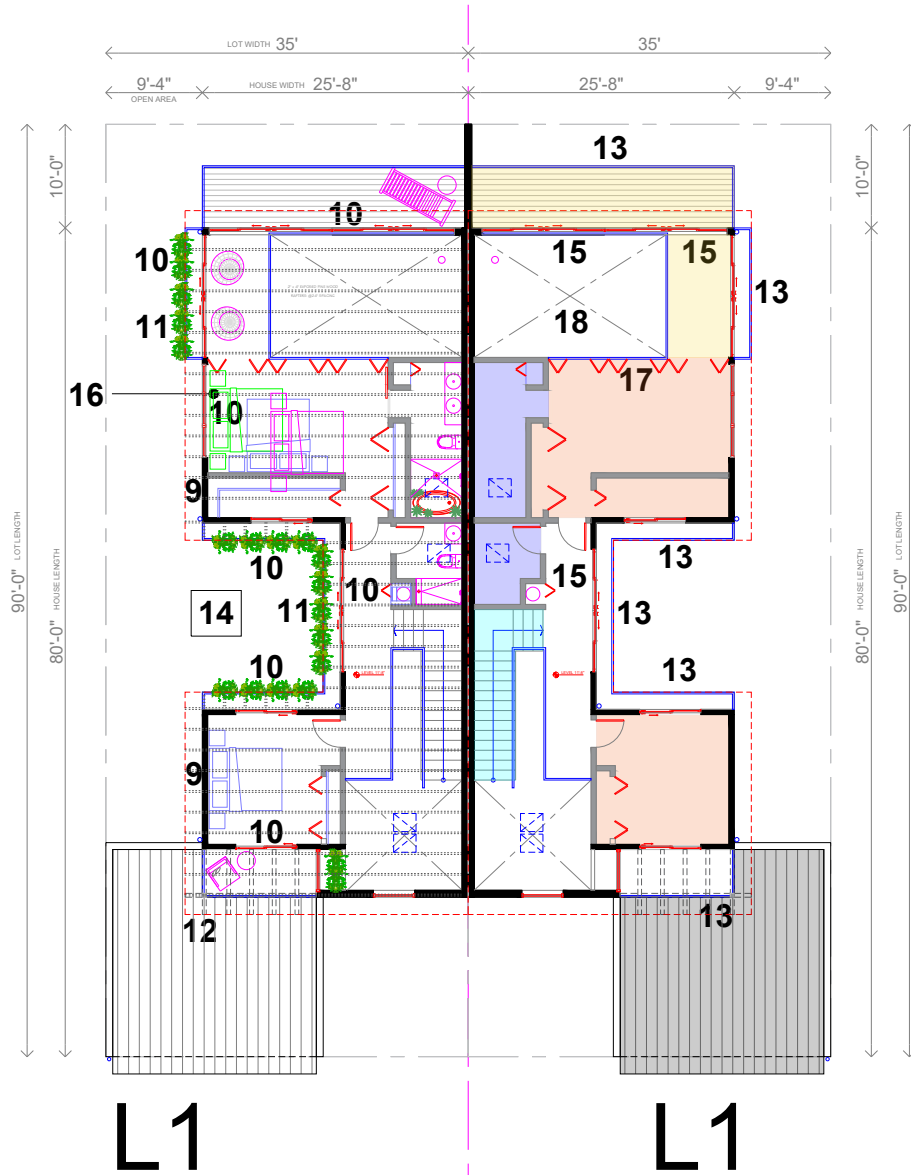 LOT WIDTH 35' 35'
9'-4" HOUSE WIDTH 25'-8" 25'-8" 9'-4"
OPEN AREA
13
10'-0" 10'-0"
10
10 15 15
13
11 18
17
16 10
9
90'-0" LOT LENGTH
80'-0" HOUSE LENGTH
80'-0" HOUSE LENGTH
90'-0" LOT LENGTH
10 10 15 13
14 11 13
10 13
9
10
12 13
L1 L1